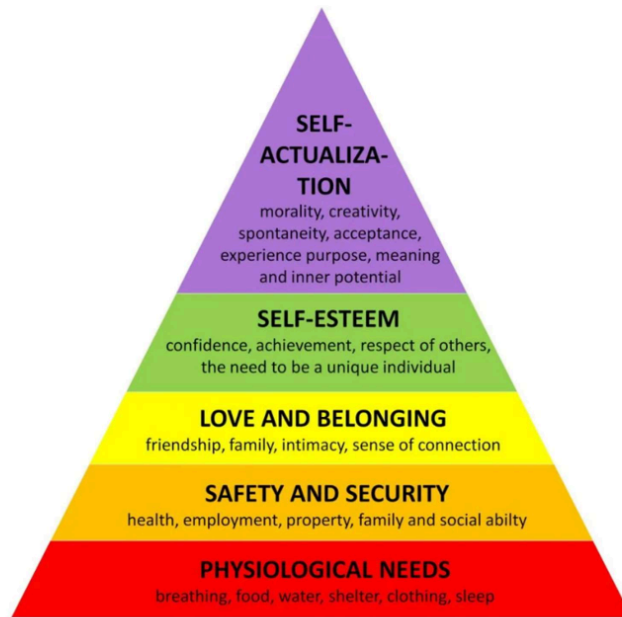 SELF-
ACTUALIZA-
TION
morality, creativity,
spontaneity, acceptance,
experience purpose, meaning
and inner potential
SELF-ESTEEM
confidence, achievement, respect of others,
the need to be a unique individual
LOVE AND BELONGING
friendship, family, intimacy, sense of connection
SAFETY AND SECURITY
health, employment, property, family and social abilty
PHYSIOLOGICAL NEEDS
breathing, food, water, shelter, clothing, sleep